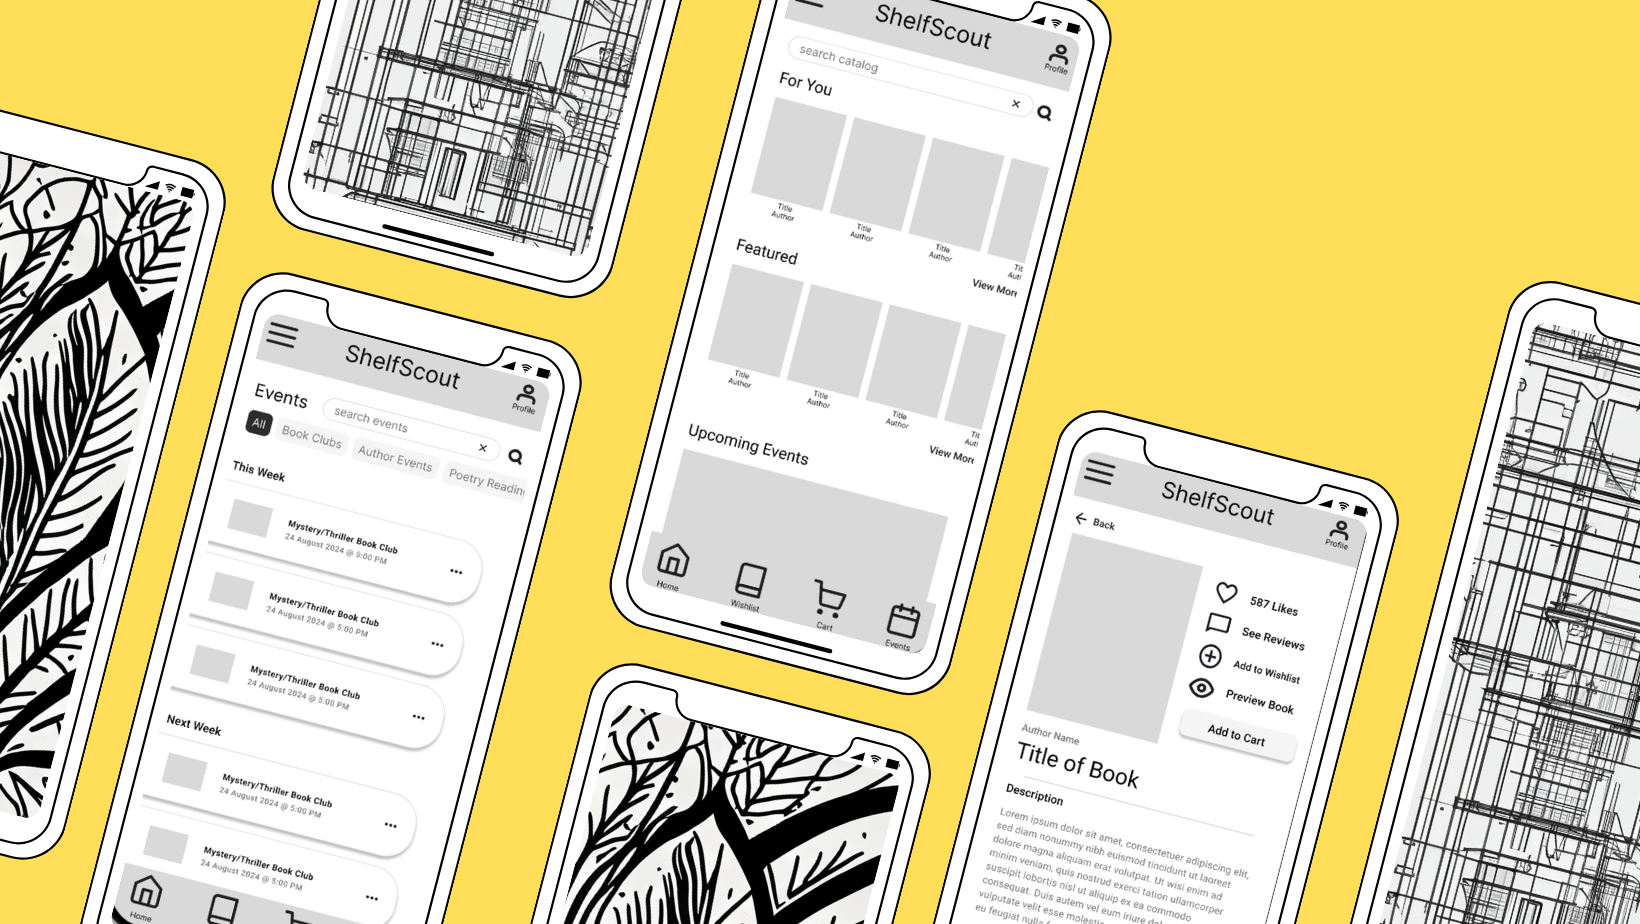 ShelfScout
Profile
search catalog
For You
Title
Author
Title
Author
Title
Author
Tit
Aut
View More
Featured
Title
Author
Title
Author
Title
Author
Tit
Aut
View More
Upcoming Events
Home
Wishlist
Cart
Events
ShelfScout
Profile
Events
search events
All
Book Clubs
Author Events
Poetry Reading
This Week
Mystery/Thriller Book Club
24 August 2024 @ 5:00 PM
Mystery/Thriller Book Club
24 August 2024 @ 5:00 PM
Mystery/Thriller Book Club
24 August 2024 @ 5:00 PM
Next Week
Mystery/Thriller Book Club
24 August 2024 @ 5:00 PM
Mystery/Thriller Book Club
24 August 2024 @ 5:00 PM
Home
ShelfScout
Profile
Back
587 Likes
See Reviews
Add to Wishlist
Preview Book
Add to Cart
Author Name
Title of Book
Description
Lorem ipsum dolor sit amet, consectetuer adipiscing elit,
sed diam nonummy nibh euismod tincidunt ut laoreet
dolore magna aliquam erat volutpat. Ut wisi enim ad
minim veniam, quis nostrud exerci tation ullamcorper
suscipit lobortis nisl ut aliquip ex ea commodo
consequat. Duis autem vel eum iriure dolor
vulputate velit esse molestie
eu feugiat nulla